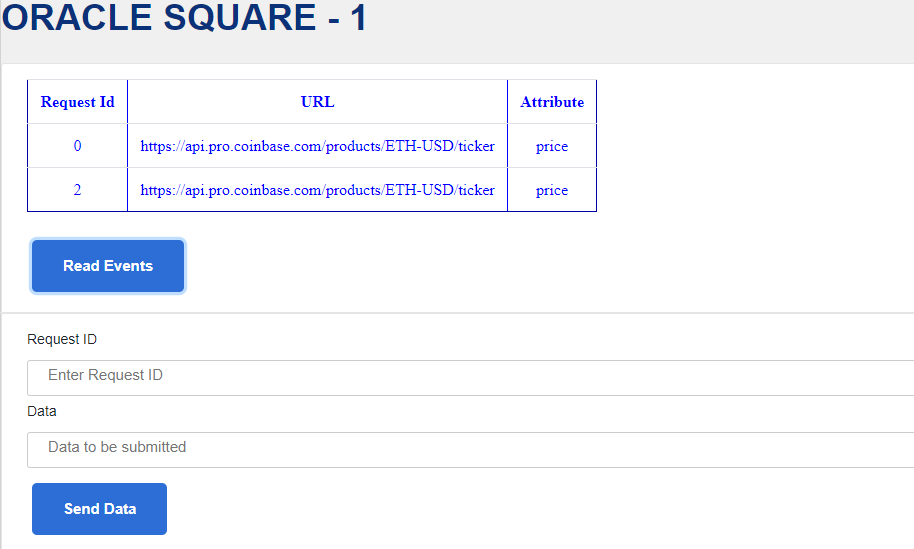 ORACLE SQUARE - 1
Request Id URL Attribute
0 https://api.pro.coinbase.com/products/ETH-USD/ticker price
2 https://api.pro.coinbase.com/products/ETH-USD/ticker price
Read Events
Request ID
Enter Request ID
Data
Data to be submitted
Send Data